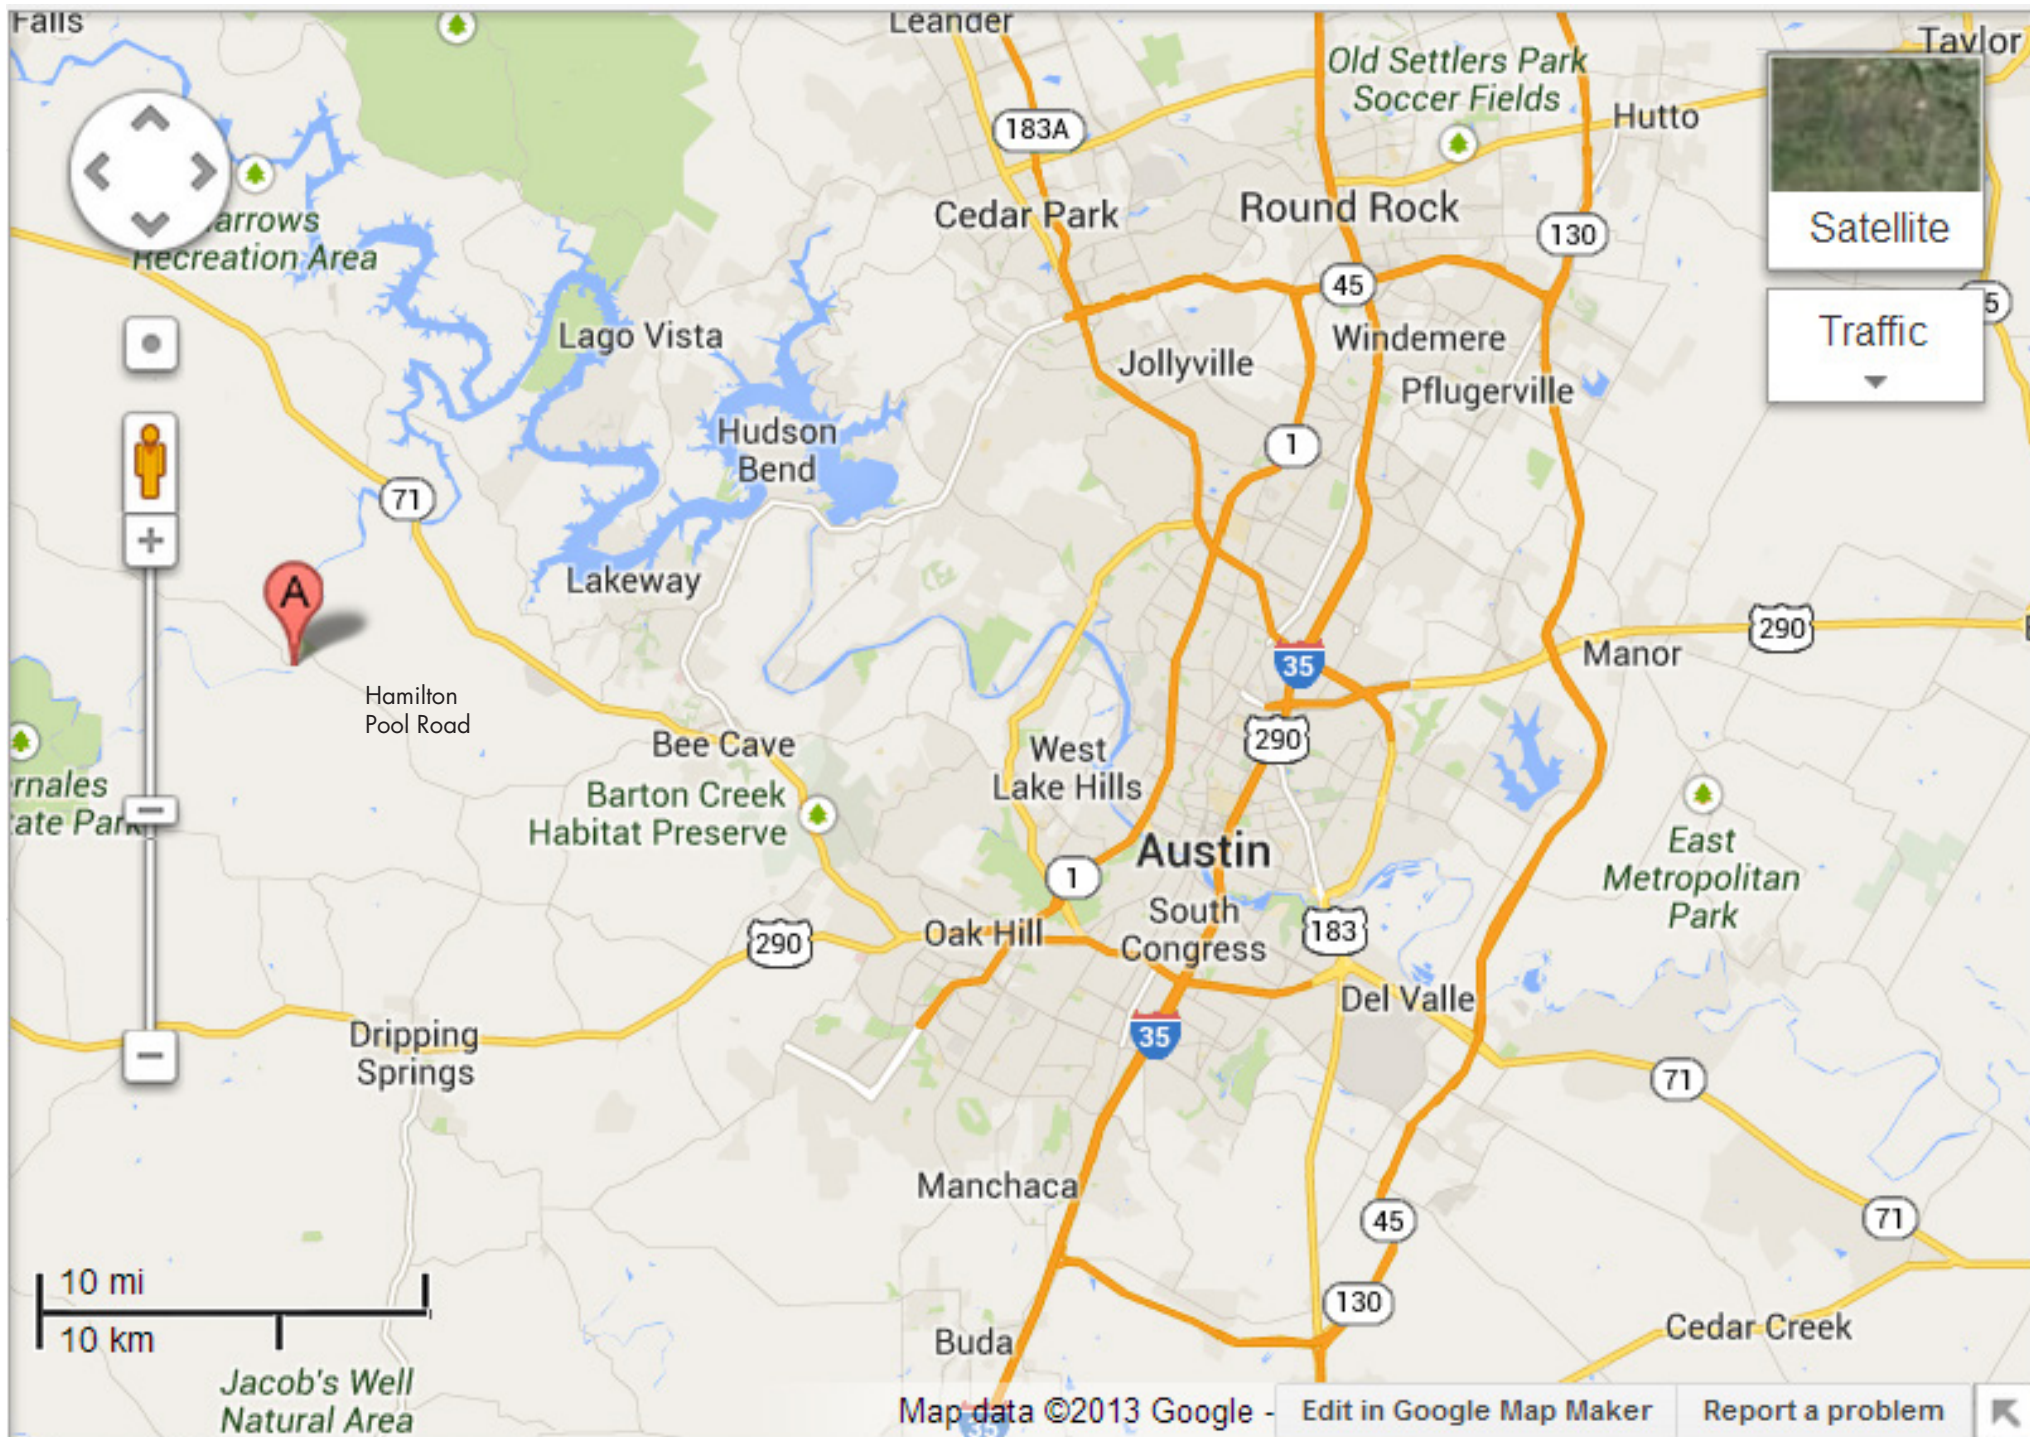 Falls
Leander
Taylor
Old Settlers Park
Soccer Fields
Hutto
183A
arrows
Recreation Area
Cedar Park
Round Rock
130
Satellite
45
5
Lago Vista
Windemere
Traffic
Jollyville
Pflugerville
Hudson
Bend
1
71
Lakeway
A
290
Manor
35
Hamilton
Pool Road
Bee Cave
290
West
Lake Hills
ernales
tate Park
Barton Creek
Habitat Preserve
Austin
East
Metropolitan
Park
1
South
Congress
290
Oak Hill
183
Del Valle
Dripping
Springs
35
71
Manchaca
45
71
10 mi
10 km
130
Buda
Cedar Creek
Jacob's Well
Natural Area
35
Map data ©2013 Google -
Edit in Google Map Maker
Report a problem